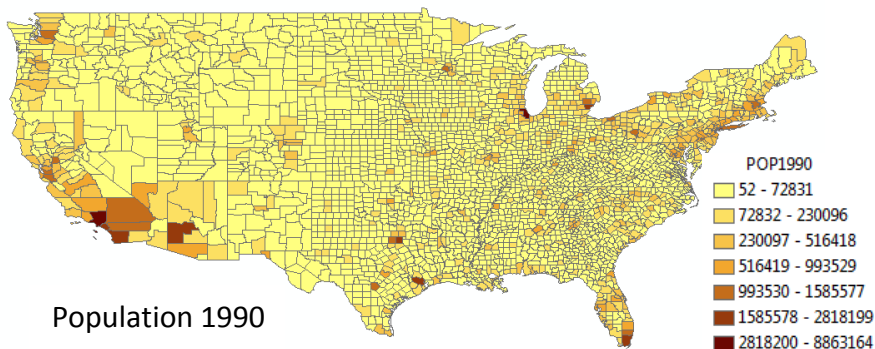 POP1990
52 - 72831
72832 - 230096
230097 - 516418
516419 - 993529
993530 - 1585577
1585578 - 2818199
2818200 - 8863164
Population 1990